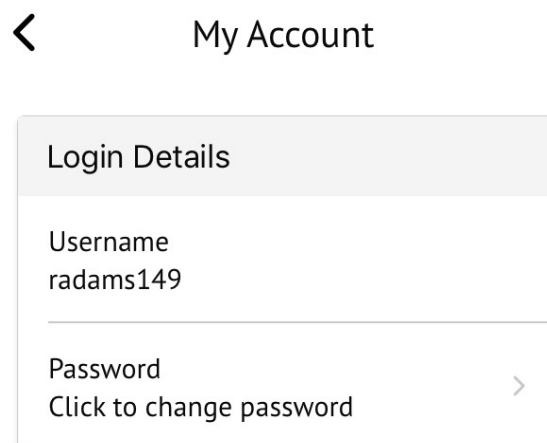 My Account
Login Details
Username
radams149
Password
Click to change password